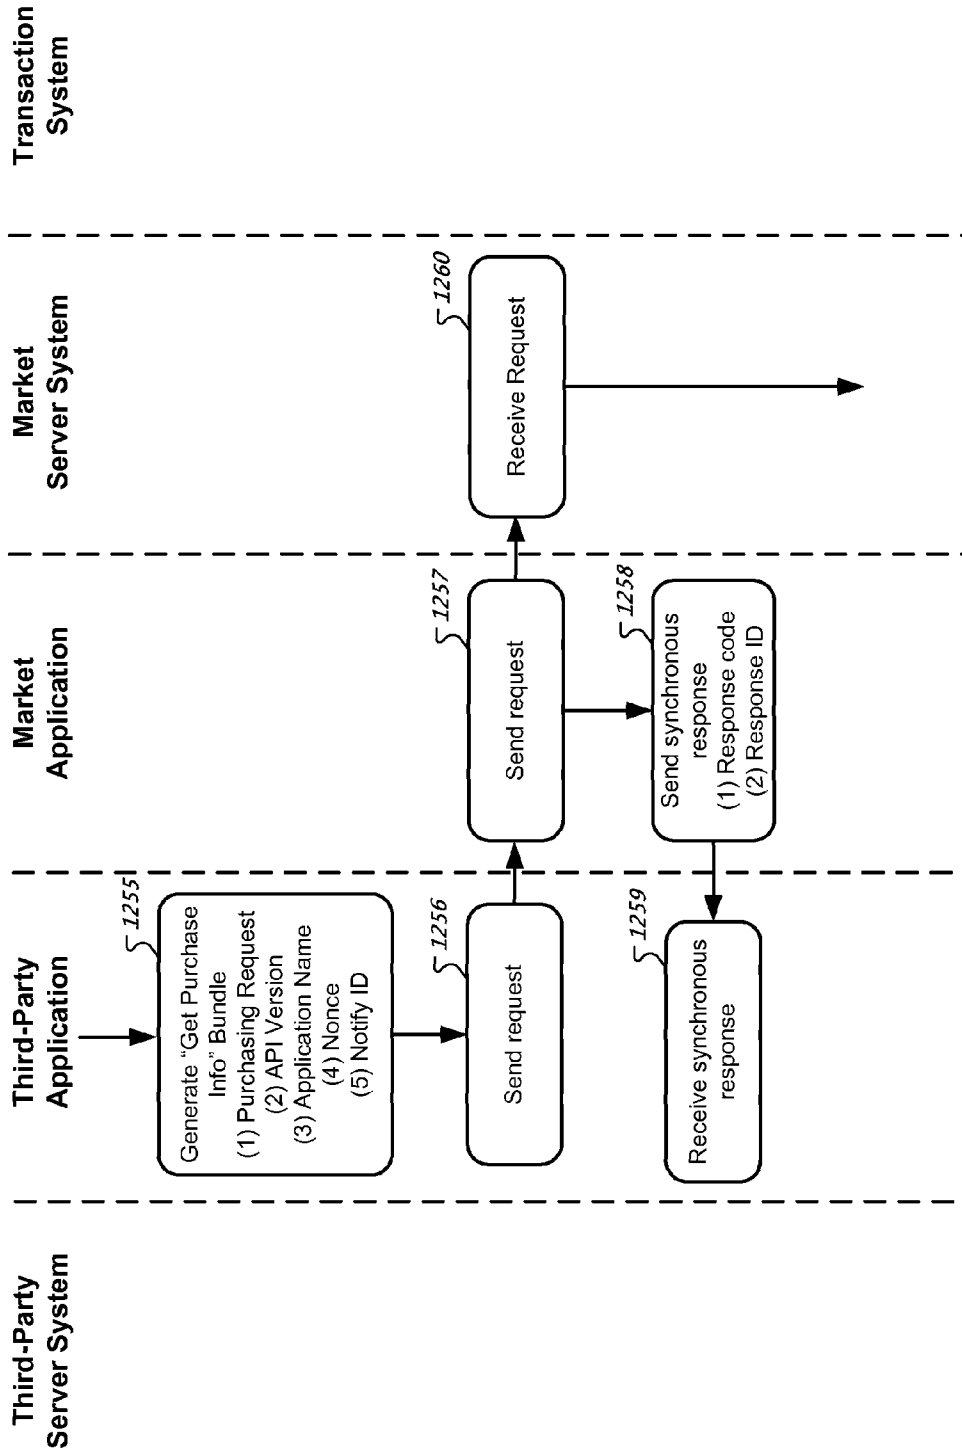 Third-Party
Server System
Third-Party
Application
Market
Application
Market
Server System
Transaction
System
1255
Generate “Get Purchase
Info” Bundle
(1) Purchasing Request
(2) API Version
(3) Application Name
(4) Nonce
(5) Notify ID
1256
Send request
1257
Send request
1260
Receive Request
1258
Send synchronous
response
(1) Response code
(2) Response ID
1259
Receive synchronous
response